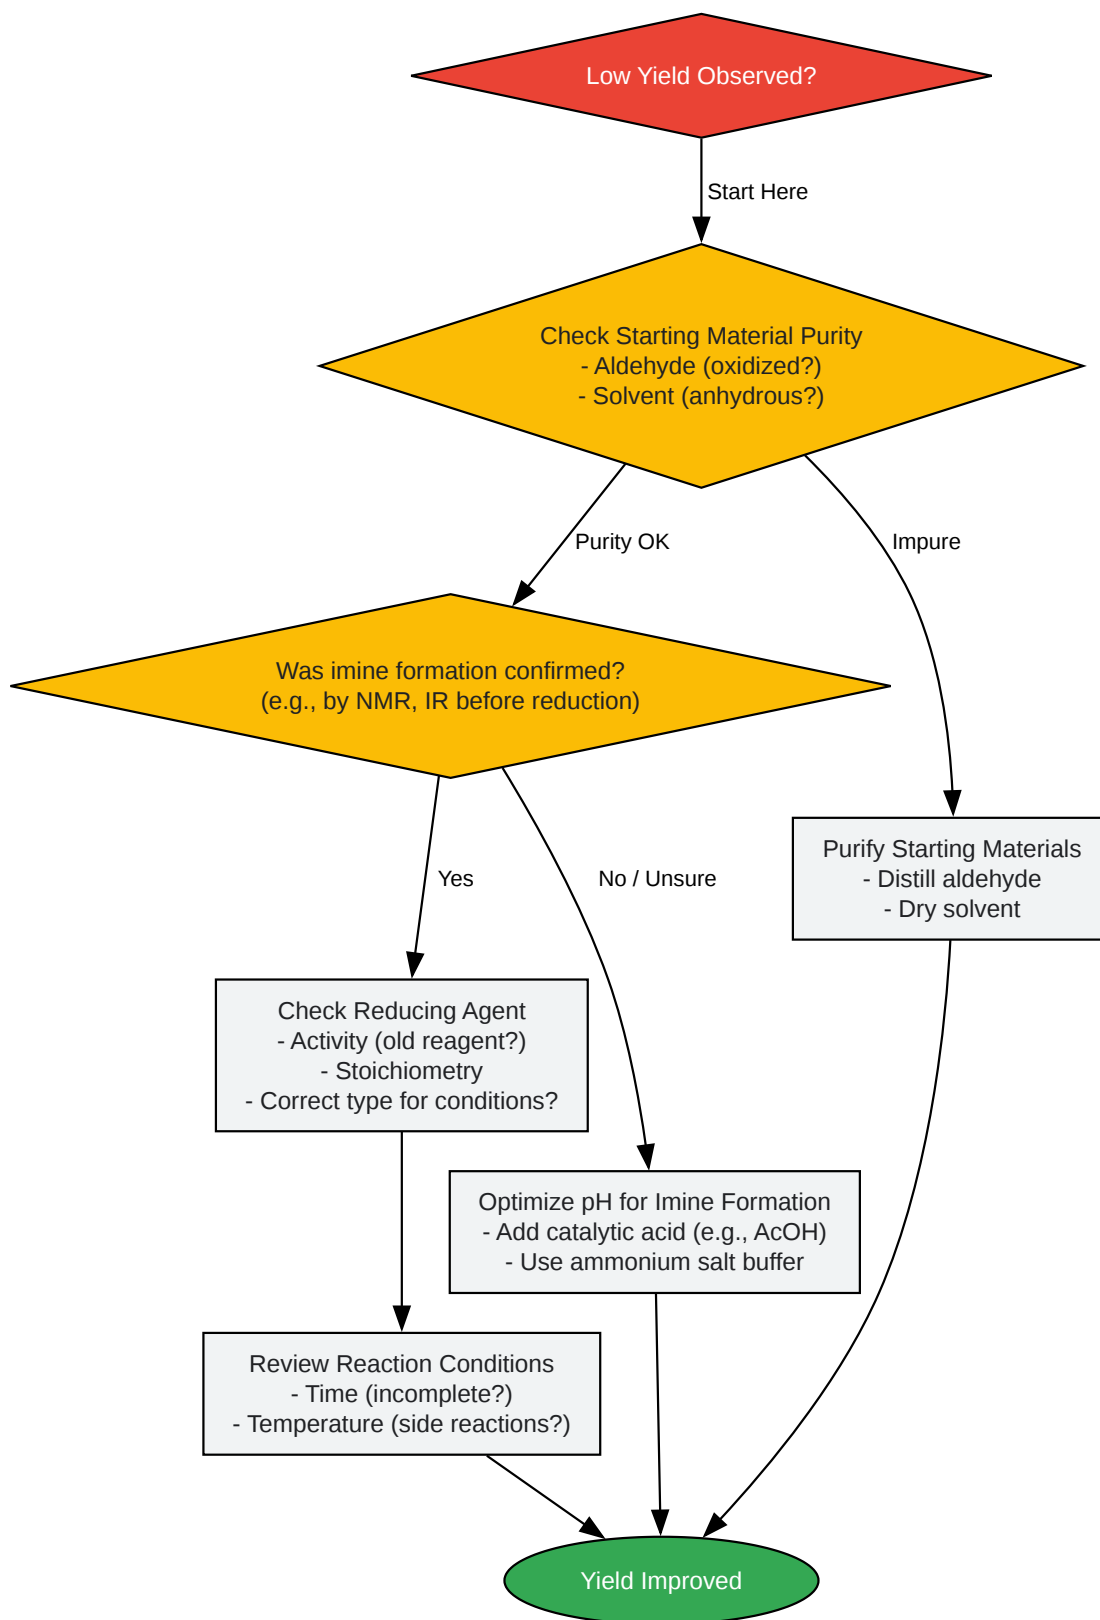 Low Yield Observed?
Start Here
Check Starting Material Purity
- Aldehyde (oxidized?)
- Solvent (anhydrous?)
Purity OK
Impure
Was imine formation confirmed?
(e.g., by NMR, IR before reduction)
Yes
No / Unsure
Purify Starting Materials
- Distill aldehyde
- Dry solvent
Check Reducing Agent
- Activity (old reagent?)
- Stoichiometry
- Correct type for conditions?
Optimize pH for Imine Formation
- Add catalytic acid (e.g., AcOH)
- Use ammonium salt buffer
Review Reaction Conditions
- Time (incomplete?)
- Temperature (side reactions?)
Yield Improved